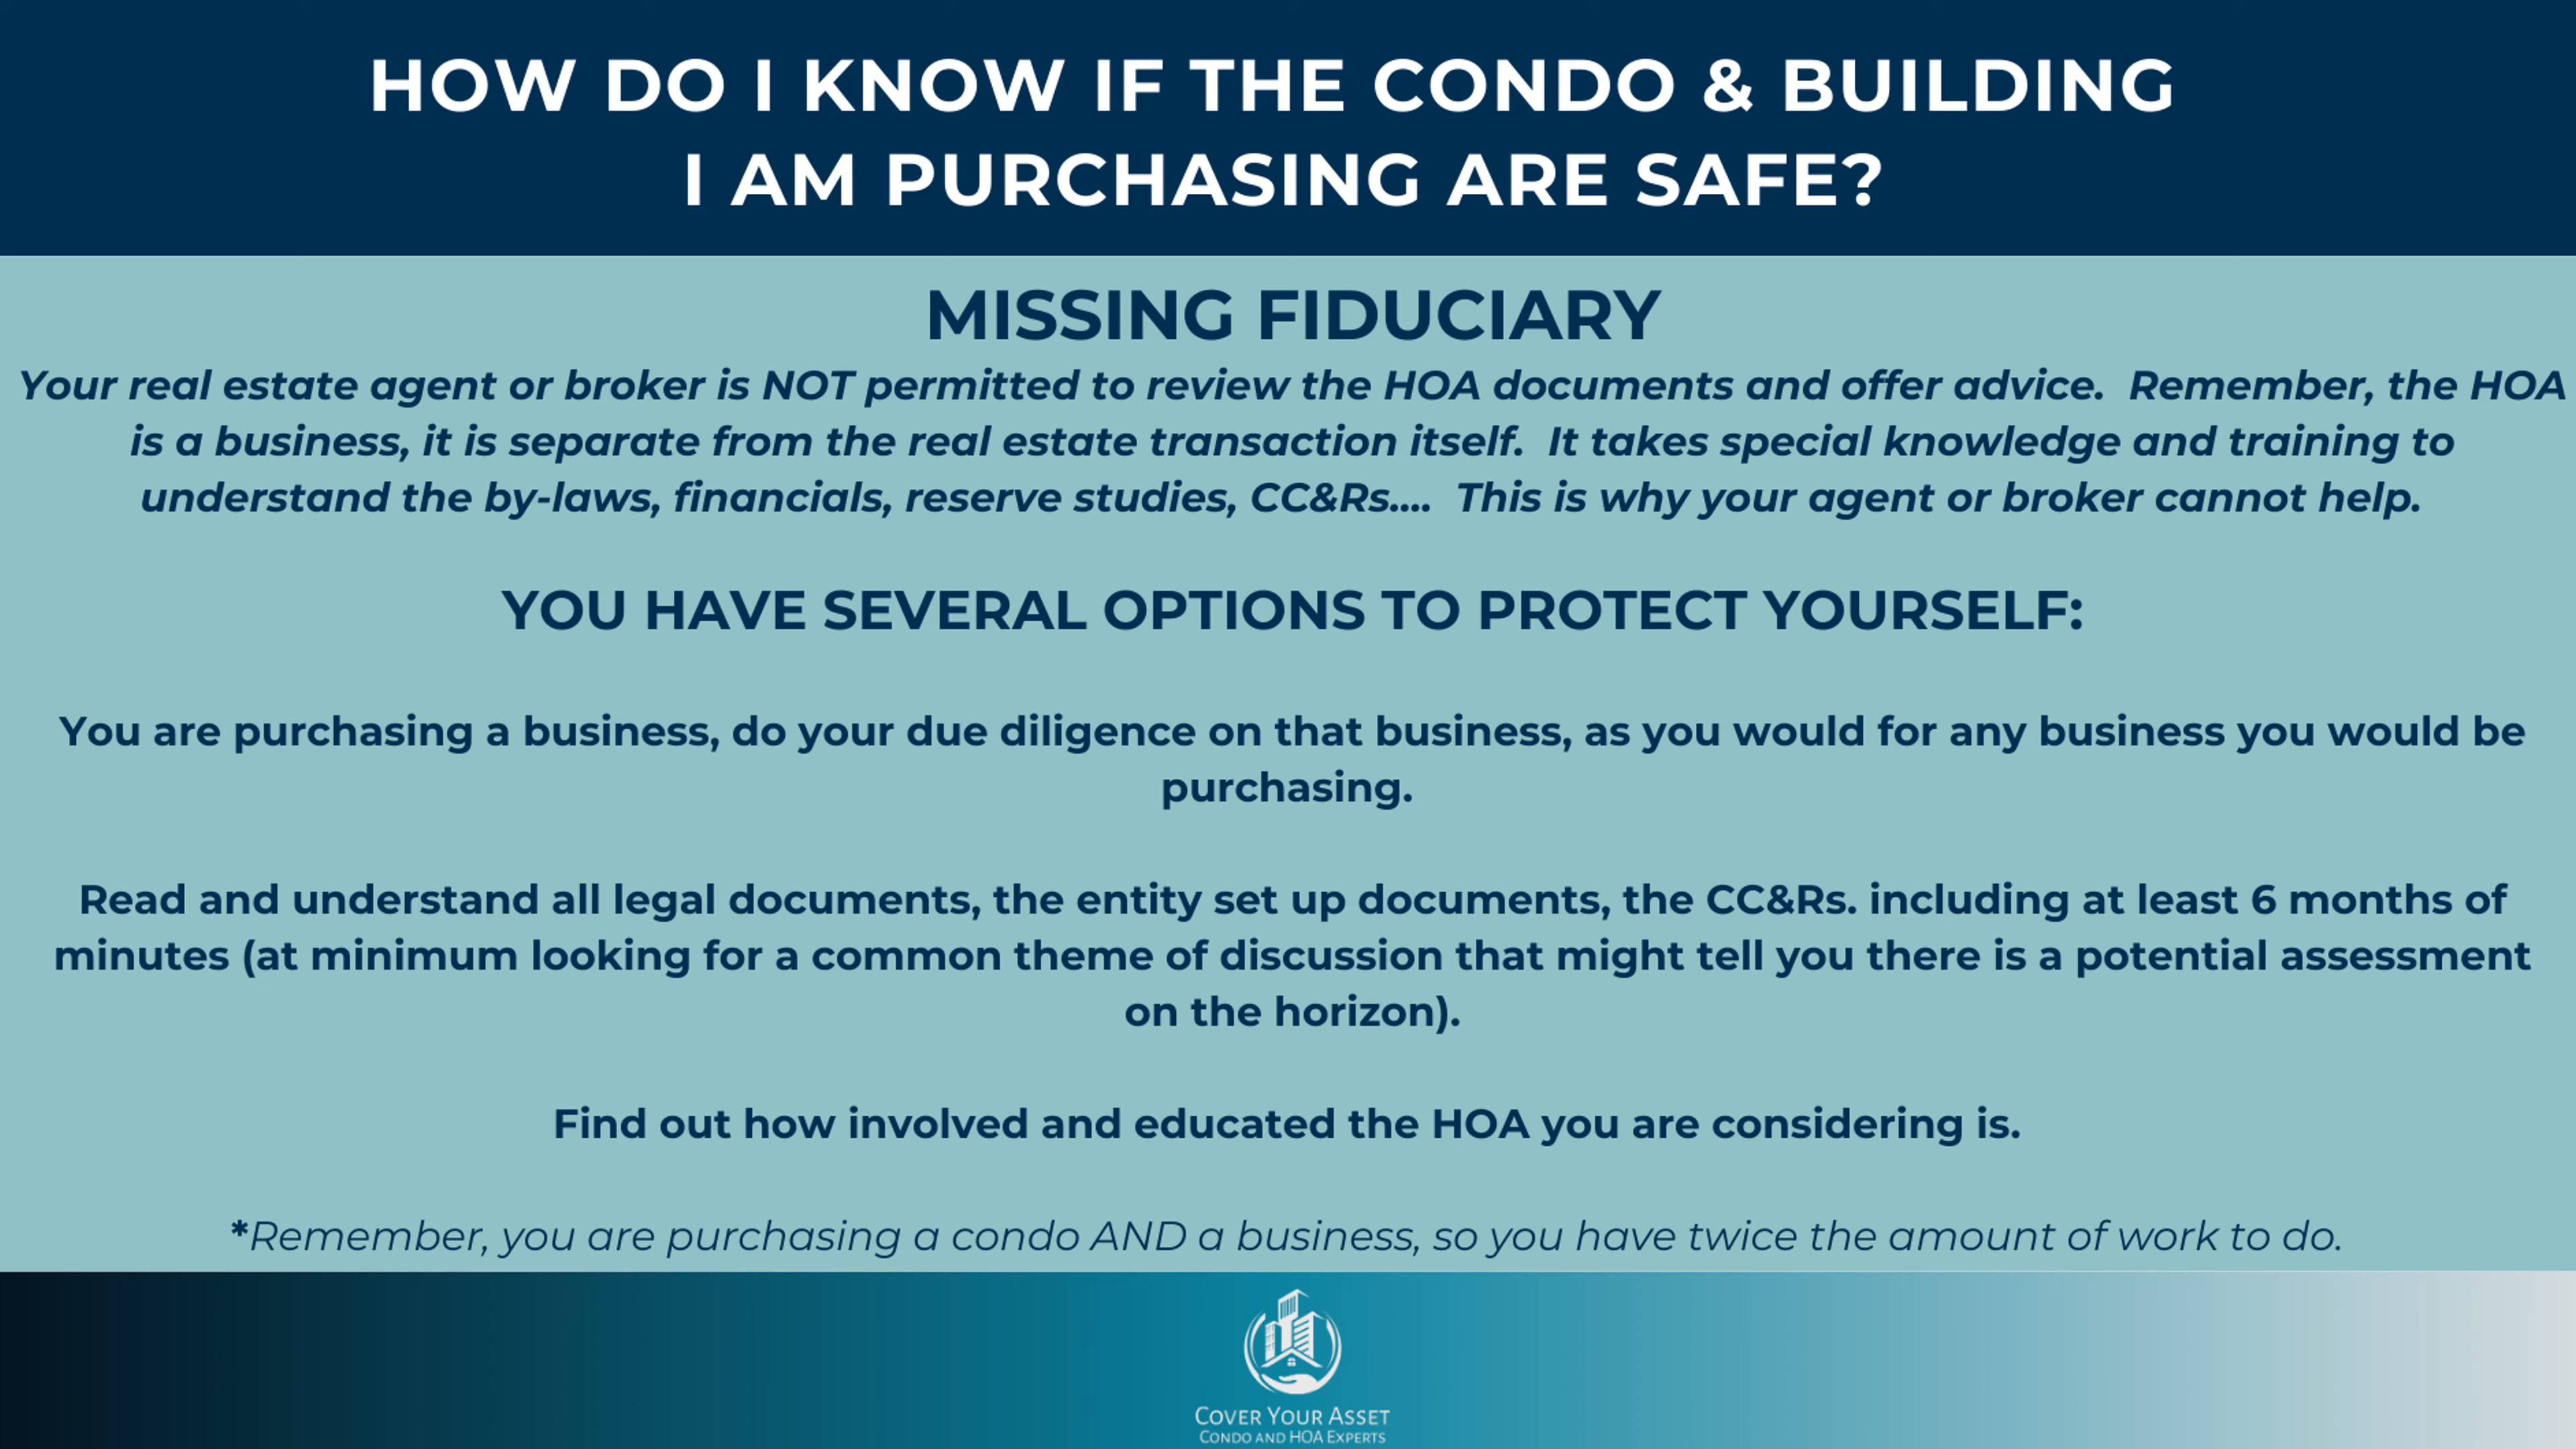 HOW DO I KNOW IF THE CONDO & BUILDING
I AM PURCHASING ARE SAFE?
MISSING FIDUCIARY
Your real estate agent or broker is NOT permitted to review the HOA documents and offer advice.  Remember, the HOA
is a business, it is separate from the real estate transaction itself.  It takes special knowledge and training to
understand the by-laws, financials, reserve studies, CC&Rs....  This is why your agent or broker cannot help.
YOU HAVE SEVERAL OPTIONS TO PROTECT YOURSELF:
You are purchasing a business, do your due diligence on that business, as you would for any business you would be
purchasing.
Read and understand all legal documents, the entity set up documents, the CC&Rs. including at least 6 months of
minutes (at minimum looking for a common theme of discussion that might tell you there is a potential assessment
on the horizon).
Find out how involved and educated the HOA you are considering is.
*Remember, you are purchasing a condo AND a business, so you have twice the amount of work to do.
COVER YOUR ASSET
CONDO AND HOA EXPERTS